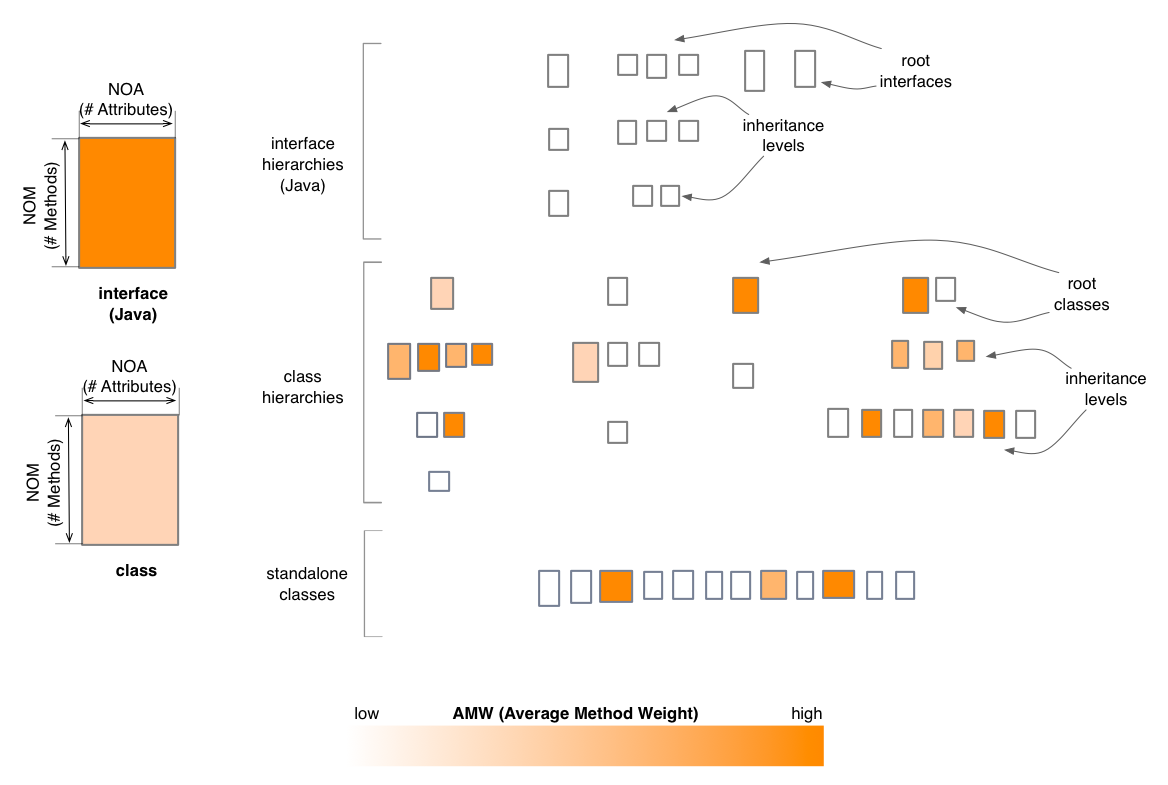 NOA
(# Attributes)
NOM
(# Methods)
interface
(Java)
NOA
(# Attributes)
NOM
(# Methods)
class
interface
hierarchies
(Java)
root
interfaces
inheritance
levels
class
hierarchies
root
classes
inheritance
levels
standalone
classes
low
AMW (Average Method Weight)
high